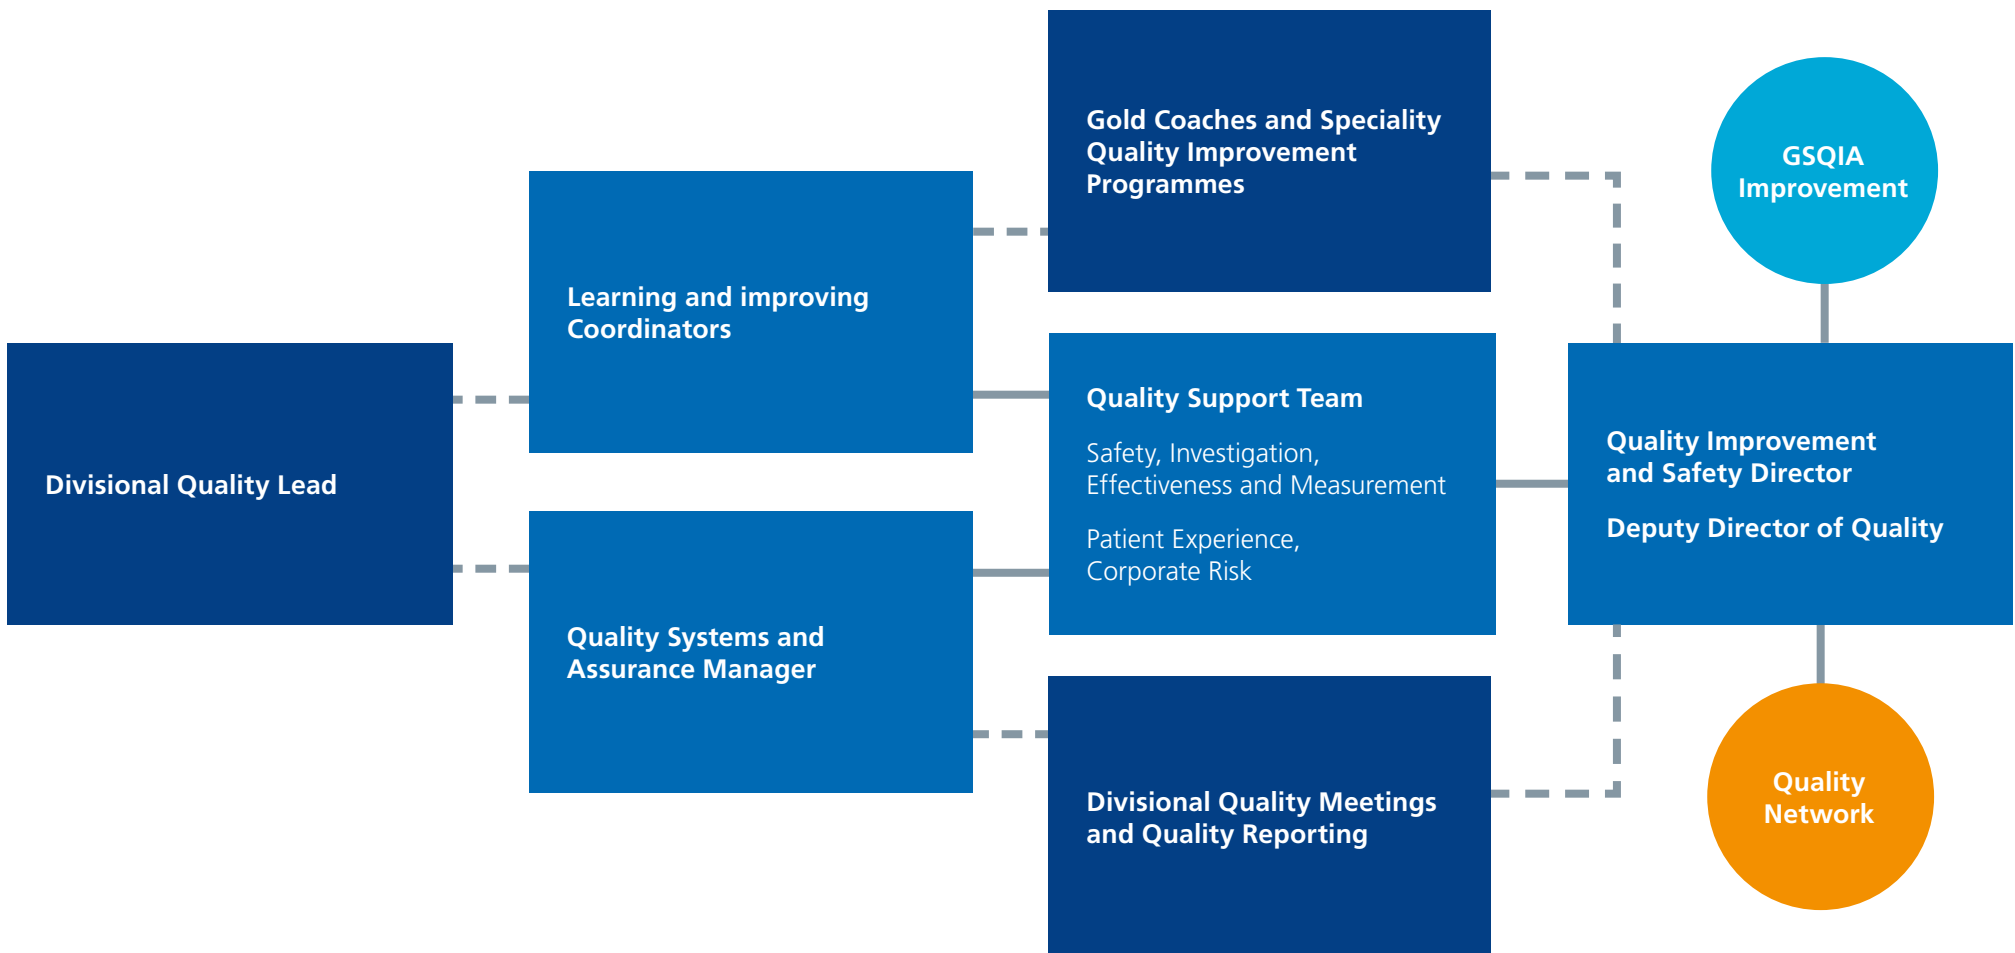 Divisional Quality Lead
Learning and improving
Coordinators
Quality Systems and
Assurance Manager
Gold Coaches and Speciality
Quality Improvement
Programmes
Quality Support Team
Safety, Investigation,
Effectiveness and Measurement
Patient Experience,
Corporate Risk
Divisional Quality Meetings
and Quality Reporting
GSQIA
Improvement
Quality Improvement
and Safety Director
Deputy Director of Quality
Quality
Network